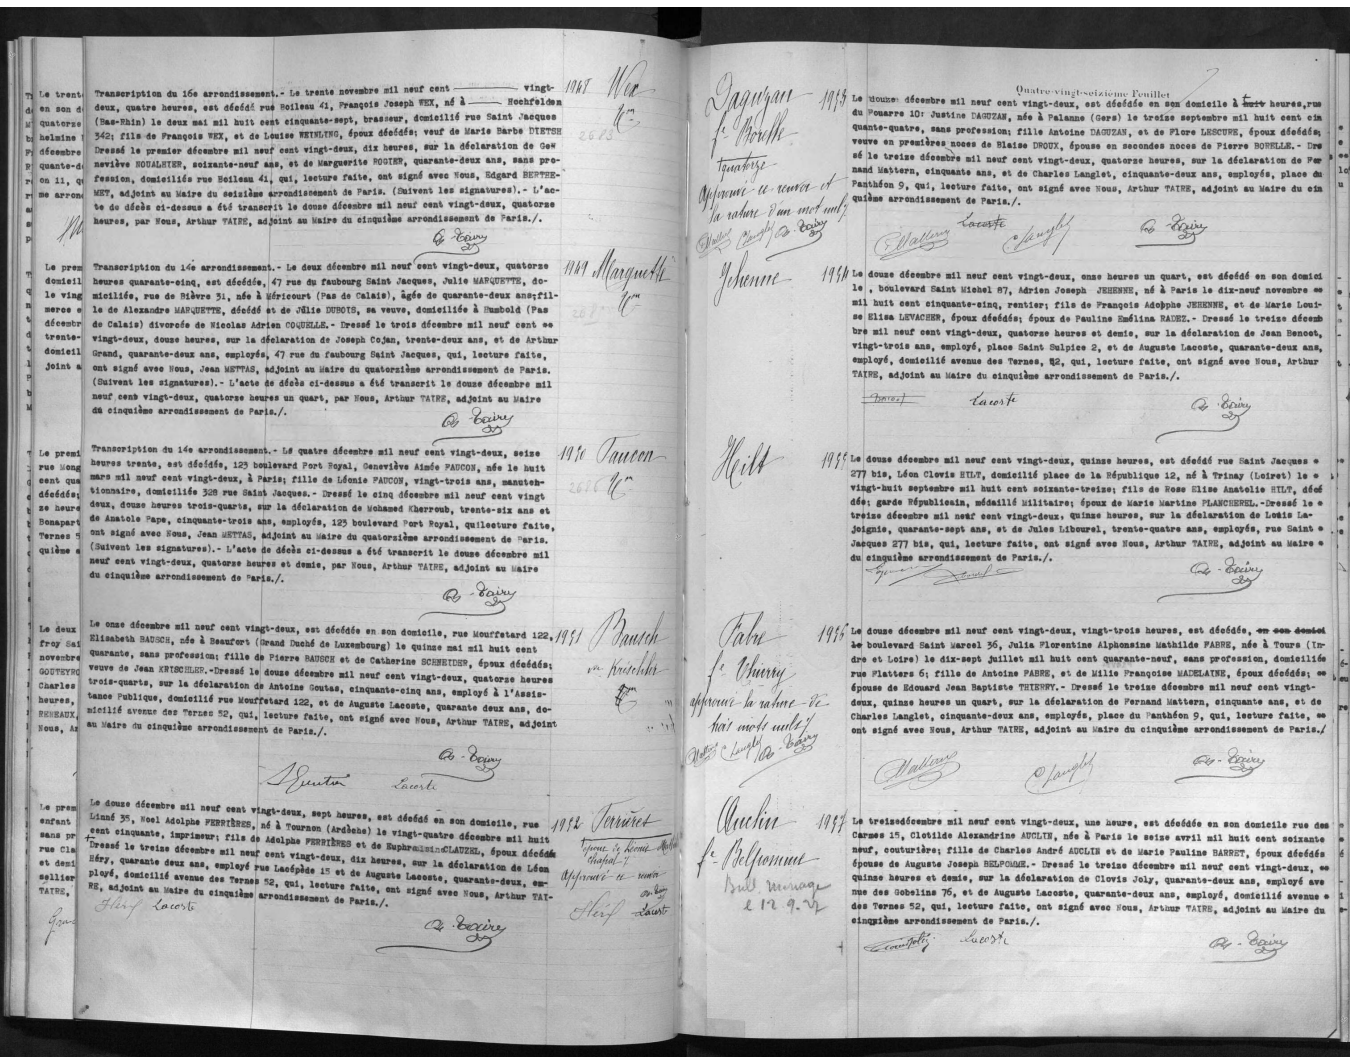 1948 Wex
Transcription du 16e arrondissement.- Le trente novembre mil neuf cent vingt-
deux, quatre heures, est décédé rue Boileau 41, François Joseph WEX, né à Hochfelden
(Bas-Rhin) le deux mai mil huit cent cinquante-sept, brasseur, domicilié rue Saint Jacques
342; fils de François WEX, et de Louise WEINLING, époux décédés; veuf de Marie Barbe DIETSH
Dressé le premier décembre mil neuf cent vingt-deux, dix heures, sur la déclaration de Gew
neviève NOUALHIER, soixante-neuf ans, et de Marguerite ROGIER, quarante-deux ans, sans pro-
fession, domiciliés rue Boileau 41, qui, lecture faite, ont signé avec Nous, Edgard BERTHE-
MET, adjoint au Maire du seizième arrondissement de Paris. (Suivent les signatures).- L'ac-
te de décès ci-dessus a été transcrit le douze décembre mil neuf cent vingt-deux, quatorze
heures, par Nous, Arthur TAIRE, adjoint au Maire du cinquième arrondissement de Paris./.
1949 Marquette
Transcription du 14e arrondissement.- Le deux décembre mil neuf cent vingt-deux, quatorze
heures quarante-cinq, est décédée, 47 rue du faubourg Saint Jacques, Julie MARQUETTE, do-
miciliée, rue de Bièvre 31, née à Méricourt (Pas de Calais), âgée de quarante-deux ans;fil-
le de Alexandre MARQUETTE, décédé et de Julie DUBOIS, sa veuve, domiciliée à Humbold (Pas
de Calais) divorcée de Nicolas Adrien COQUELLE.- Dressé le trois décembre mil neuf cent
vingt-deux, douze heures, sur la déclaration de Joseph Cojan, trente-deux ans, et de Arthur
Grand, quarante-deux ans, employés, 47 rue du faubourg Saint Jacques, qui, lecture faite,
ont signé avec Nous, Jean METTAS, adjoint au Maire du quatorzième arrondissement de Paris.
(Suivent les signatures).- L'acte de décès ci-dessus a été transcrit le douze décembre mil
neuf cent vingt-deux, quatorze heures un quart, par Nous, Arthur TAIRE, adjoint au Maire
du cinquième arrondissement de Paris./.
1950 Faucon
2686
Transcription du 14e arrondissement.- Le quatre décembre mil neuf cent vingt-deux, seize
heures trente, est décédée, 123 boulevard Port Royal, Geneviève Aimée FAUCON, née le huit
mars mil neuf cent vingt-deux, à Paris; fille de Léonie FAUCON, vingt-trois ans, manuten-
tionnaire, domiciliée 328 rue Saint Jacques.- Dressé le cinq décembre mil neuf cent vingt
deux, douze heures trois-quarts, sur la déclaration de Mohamed Kherroub, trente-six ans et
de Anatole Pape, cinquante-trois ans, employés, 123 boulevard Port Royal, quilecture faite,
ont signé avec Nous, Jean METTAS, adjoint au Maire du quatorsième arrondissement de Paris.
(Suivent les signatures).- L'acte de décès ci-dessus a été transcrit le douze décembre mil
neuf cent vingt-deux, quatorze heures et demie, par Nous, Arthur TAIRE, adjoint au Maire
du cinquième arrondissement de Paris./.
1951 Bausch
Le onze décembre mil neuf cent vingt-deux, est décédée en son domicile, rue Mouffetard 122,
Elisabeth BAUSCH, née à Beaufort (Grand Duché de Luxembourg) le quinze mai mil huit cent
quarante, sans profession; fille de Pierre BAUSCH et de Catherine SCHNEIDER, époux décédés;
veuve de Jean KRISCHLER.-Dressé le douze décembre mil neuf cent vingt-deux, quatorze heures
trois-quarts, sur la déclaration de Antoine Goutas, cinquante-cinq ans, employé à l'Assis-
tance Publique, domicilié rue Mouffetard 122, et de Auguste Lacoste, quarante deux ans, do-
micilié avenue des Ternes 52, qui, lecture faite, ont signé avec Nous, Arthur TAIRE, adjoint
au Maire du cinquième arrondissement de Paris./.
Lacoste
1952 Ferrières
Le douze décembre mil neuf cent vingt-deux, sept heures, est décédé en son domicile, rue
Linné 35, Noel Adolphe FERRIÈRES, né à Tournon (Ardèche) le vingt-quatre décembre mil huit
cent cinquante, imprimeur; fils de Adolphe FERRIÈRES et de Euphrasie CLAUZEL, époux décédés
Dressé le treize décembre mil neuf cent vingt-deux, dix heures, sur la déclaration de Léon
Héry, quarante deux ans, employé rue Lacépède 15 et de Auguste Lacoste, quarante-deux, em-
ployé, domicilié avenue des Ternes 52, qui, lecture faite, ont signé avec Nous, Arthur TAI-
RE, adjoint au Maire du cinquième arrondissement de Paris./.
approuvé ce renvoi
Lacoste
Lacoste
Quatre-vingt-seizième Feuillet
Daguzan 1953
fe Borelle
quatorze
Approuvé ce renvoi et
la rature d'un mot nul
Le douze décembre mil neuf cent vingt-deux, est décédée en son domicile à huit heures,rue
du Pouarre 10: Justine DAGUZAN, née à Palanne (Gers) le treize septembre mil huit cent cin
quante-quatre, sans profession; fille Antoine DAGUZAN, et de Flore LESCURE, époux décédés;
veuve en premières noces de Blaise DROUX, épouse en secondes noces de Pierre BORELLE.- Dres
sé le treize décembre mil neuf cent vingt-deux, quatorze heures, sur la déclaration de Fer
nand Mattern, cinquante ans, et de Charles Langlet, cinquante-deux ans, employés, place du
Panthéon 9, qui, lecture faite, ont signé avec Nous, Arthur TAIRE, adjoint au Maire du cin
quième arrondissement de Paris./.
Lacoste
Jehenne 1954
Le douze décembre mil neuf cent vingt-deux, onze heures un quart, est décédé en son domici
le , boulevard Saint Michel 87, Adrien Joseph JEHENNE, né à Paris le dix-neuf novembre
mil huit cent cinquante-cinq, rentier; fils de François Adolphe JEHENNE, et de Marie Loui-
se Elisa LEVACHER, époux décédés; époux de Pauline Emélina RADEZ.- Dressé le treize décemb
bre mil neuf cent vingt-deux, quatorze heures et demie, sur la déclaration de Jean Bencot,
vingt-trois ans, employé, place Saint Sulpice 2, et de Auguste Lacoste, quarante-deux ans,
employé, domicilié avenue des Ternes, 52, qui, lecture faite, ont signé avec Nous, Arthur
TAIRE, adjoint au Maire du cinquième arrondissement de Paris./.
Lacoste
Heilt 1955
Le douze décembre mil neuf cent vingt-deux, quinze heures, est décédé rue Saint Jacques
277 bis, Léon Clovis HILT, domicilié place de la République 12, né à Trinay (Loiret) le
vingt-huit septembre mil huit cent soixante-treize; fils de Rose Elise Anatolie HILT, décé
dés; garde Républicain, médaillé Militaire; époux de Marie Martine PLANCHEREL.-Dressé le
treize décembre mil neuf cent vingt-deux; quinze heures, sur la déclaration de Louis La-
joignie, quarante-sept ans, et de Jules Libourel, trente-quatre ans, employés, rue Saint
Jacques 277 bis, qui, lecture faite, ont signé avec Nous, Arthur TAIRE, adjoint au Maire
du cinquième arrondissement de Paris./.
Fabre 1956
fe Thierry
approuvé la rature de
trois mots nuls
Le douze décembre mil neuf cent vingt-deux, vingt-trois heures, est décédée, en son domici
le boulevard Saint Marcel 36, Julia Florentine Alphonsine Mathilde FABRE, née à Tours (In-
dre et Loire) le dix-sept juillet mil huit cent quarante-neuf, sans profession, domiciliée
rue Flatters 6; fille de Antoine FABRE, et de Milie Françoise MADELAINE, époux décédés;
épouse de Edouard Jean Baptiste THIERRY.- Dressé le treize décembre mil neuf cent vingt-
deux, quinze heures un quart, sur la déclaration de Fernand Mattern, cinquante ans, et de
Charles Langlet, cinquante-deux ans, employés, place du Panthéon 9, qui, lecture faite,
ont signé avec Nous, Arthur TAIRE, adjoint au Maire du cinquième arrondissement de Paris./
Auclin 1957
fe Belpomme
Bull. mariage
le 12.9.27
Le treizedécembre mil neuf cent vingt-deux, une heure, est décédée en son domicile rue des
Carmes 15, Clotilde Alexandrine AUCLIN, née à Paris le seize avril mil huit cent soixante
neuf, couturière; fille de Charles André AUCLIN et de Marie Pauline BARRET, époux décédés
épouse de Auguste Joseph BELPOMME.- Dressé le treize décembre mil neuf cent vingt-deux,
quinze heures et demie, sur la déclaration de Clovis Joly, quarante-deux ans, employé ave
nue des Gobelins 76, et de Auguste Lacoste, quarante-deux ans, employé, domicilié avenue
des Ternes 52, qui, lecture faite, ont signé avec Nous, Arthur TAIRE, adjoint au Maire du
cinquième arrondissement de Paris./.
Lacoste